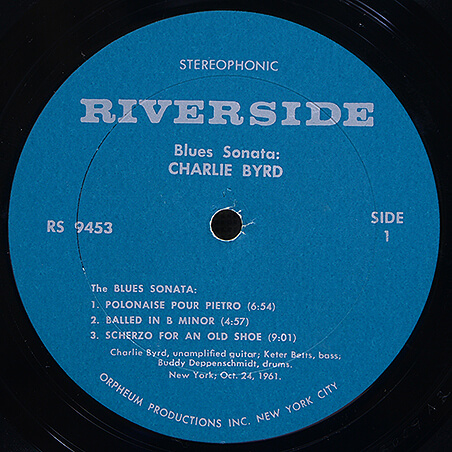 STEREOPHONIC
RIVERSIDE
Blues Sonata:
CHARLIE BYRD
RS 9453
SIDE
1
The BLUES SONATA:
1. POLONAISE POUR PIETRO (6:54)
2. BALLED IN B MINOR (4:57)
3. SCHERZO FOR AN OLD SHOE (9:01)
Charlie Byrd, unamplified guitar; Keter Betts, bass;
Buddy Deppenschmidt, drums.
New York; Oct. 24, 1961.
ORPHEUM PRODUCTIONS INC. NEW YORK CITY